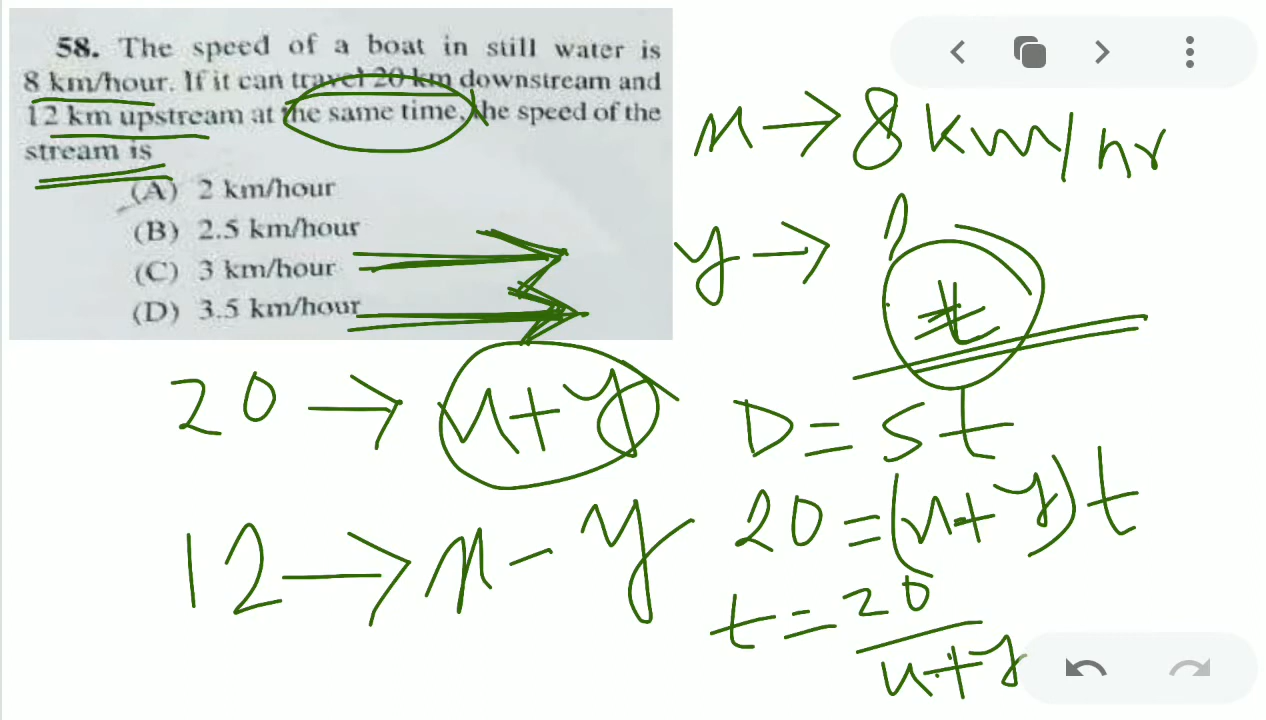 58. The speed of a boat in still water is
8 km/hour. If it can travel 20 km downstream and
12 km upstream at the same time, the speed of the
stream is
(A) 2 km/hour
(B) 2.5 km/hour
(C) 3 km/hour
(D) 3.5 km/hour
x → 8 km/hr
y → ?
t
20 → x+y
12 → x-y
D = st
20 = (x+y)t
t = 20
x+y